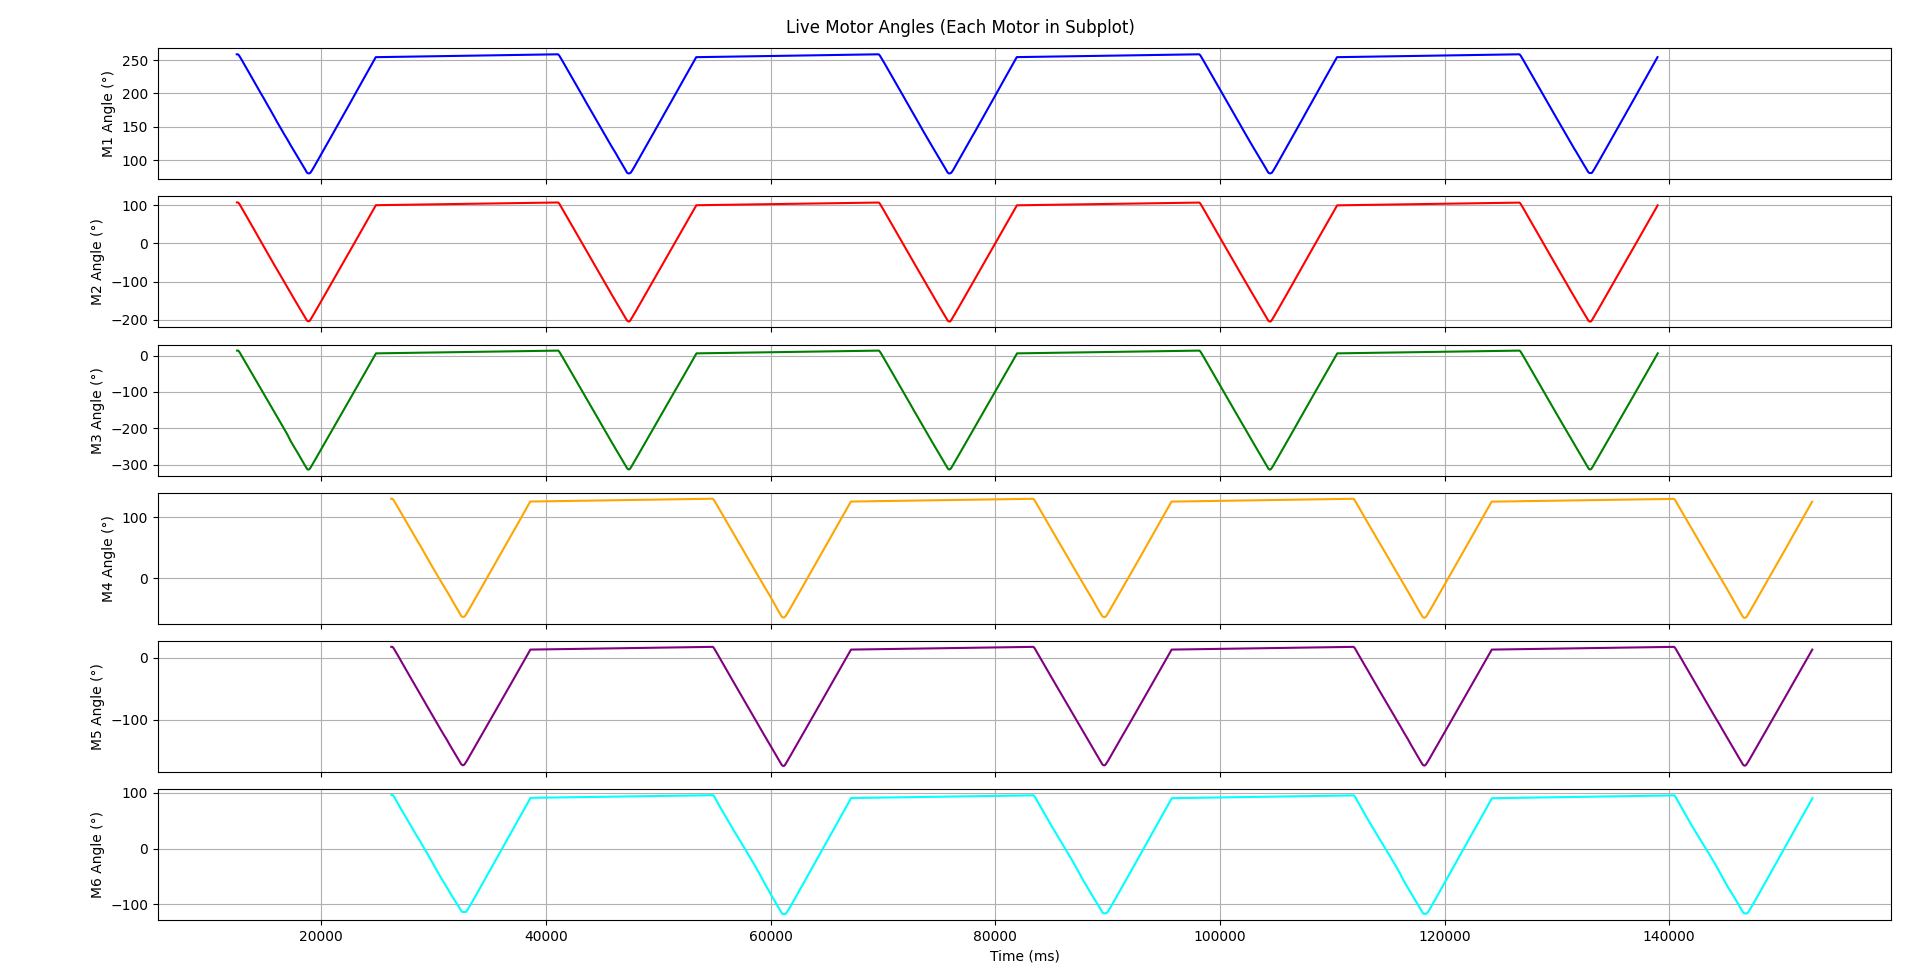 Live Motor Angles (Each Motor in Subplot)
M1 Angle (°)
250
200
150
100
M2 Angle (°)
100
0
−100
−200
M3 Angle (°)
0
−100
−200
−300
M4 Angle (°)
100
0
M5 Angle (°)
0
−100
M6 Angle (°)
100
0
−100
20000 40000 60000 80000 100000 120000 140000
Time (ms)